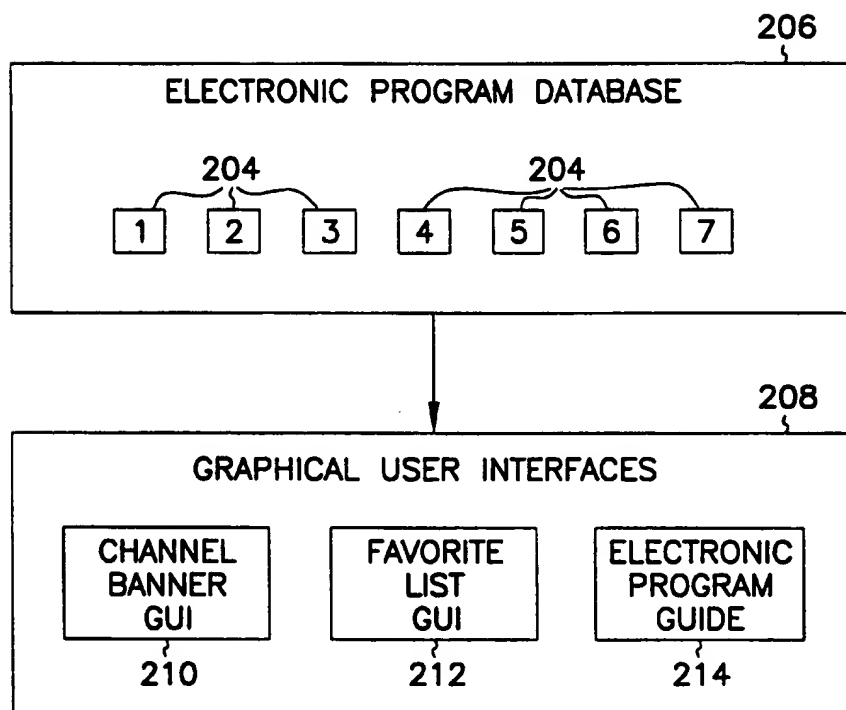 206
ELECTRONIC PROGRAM DATABASE
204 204
1 2 3 4 5 6 7
208
GRAPHICAL USER INTERFACES
CHANNEL
BANNER
GUI
210
FAVORITE
LIST
GUI
212
ELECTRONIC
PROGRAM
GUIDE
214